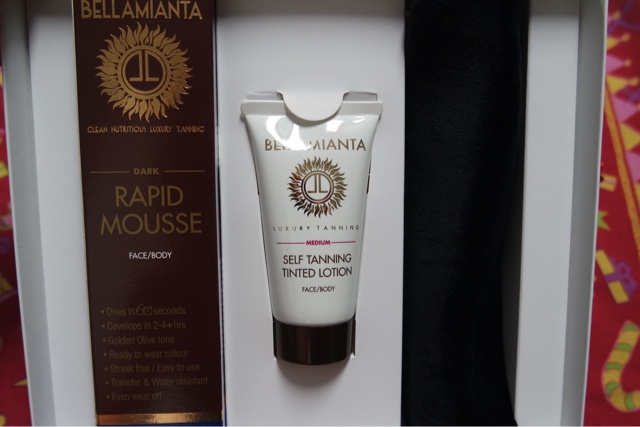 BELLAMIANTA
CLEAN NUTRITIOUS LUXURY TANNING
DARK
RAPID
MOUSSE
FACE/BODY
• Dries In 60 seconds
• Develops in 2-4+hrs
• Golden Olive tone
• Ready to wear colour
• Streak free / Easy to use
• Transfer & Water resistant
• Even wear off
BELLAMIANTA
LUXURY TANNING
MEDIUM
SELF TANNING
TINTED LOTION
FACE/BODY